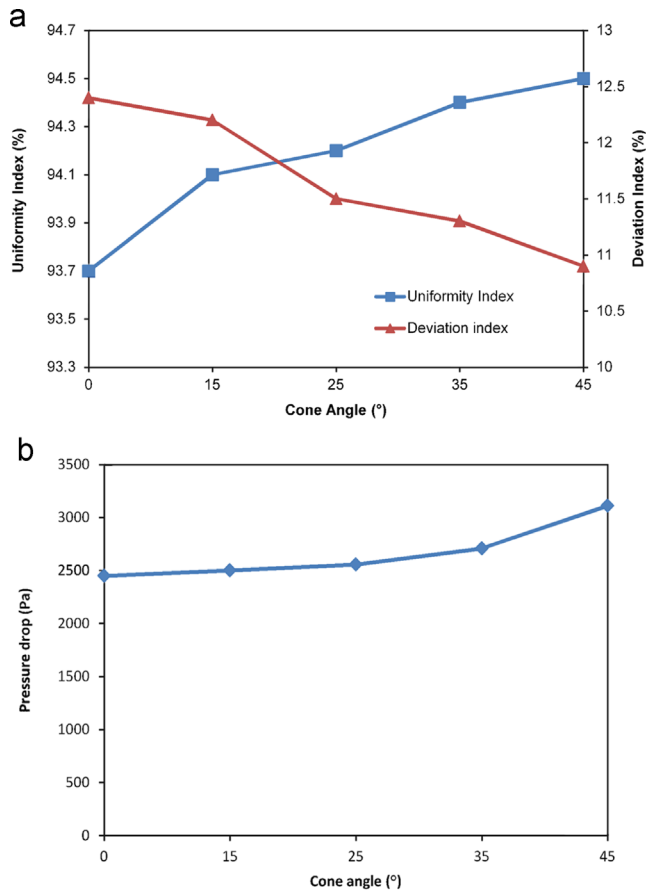 a
94.7
94.5
94.3
94.1
93.9
93.7
93.5
93.3
Uniformity Index (%)
13
12.5
12
11.5
11
10.5
10
Deviation Index (%)
Uniformity Index
Deviation index
0 15 25 35 45
Cone Angle (°)
b
3500
3000
2500
2000
1500
1000
500
0
Pressure drop (Pa)
0 15 25 35 45
Cone angle (°)